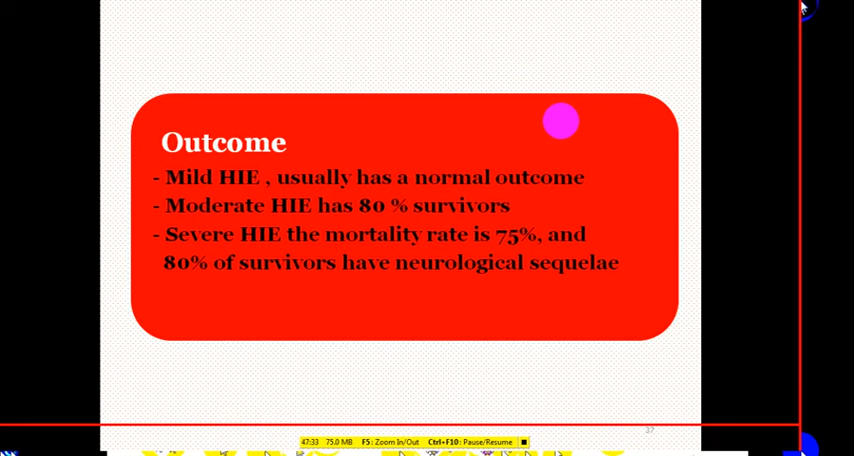 Outcome
- Mild HIE , usually has a normal outcome
- Moderate HIE has 80 % survivors
- Severe HIE the mortality rate is 75%, and
80% of survivors have neurological sequelae
37
47:33 75.0 MB F5: Zoom In/Out Ctrl+F10: Pause/Resume